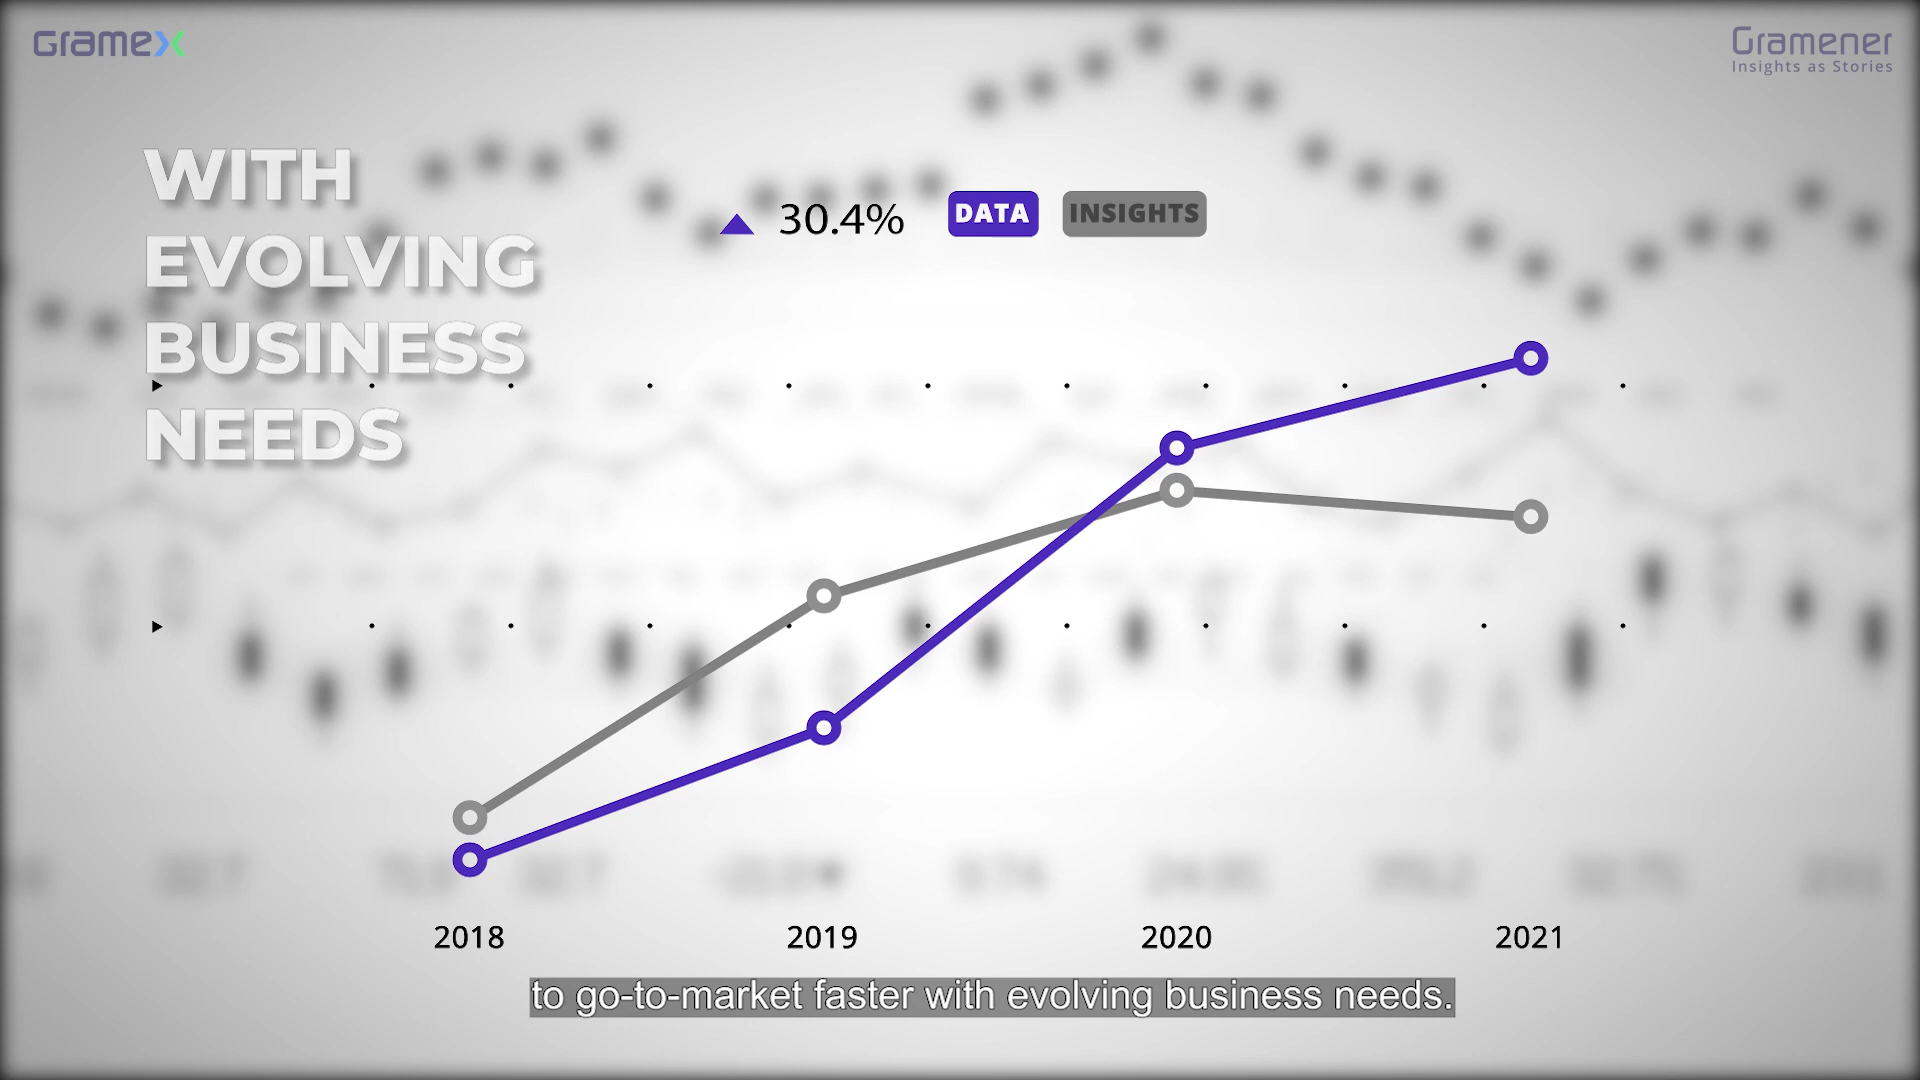 Gramex
Gramener
Insights as Stories
WITH
EVOLVING
BUSINESS
NEEDS
30.4%
DATA
INSIGHTS
2018
2019
2020
2021
to go-to-market faster with evolving business needs.